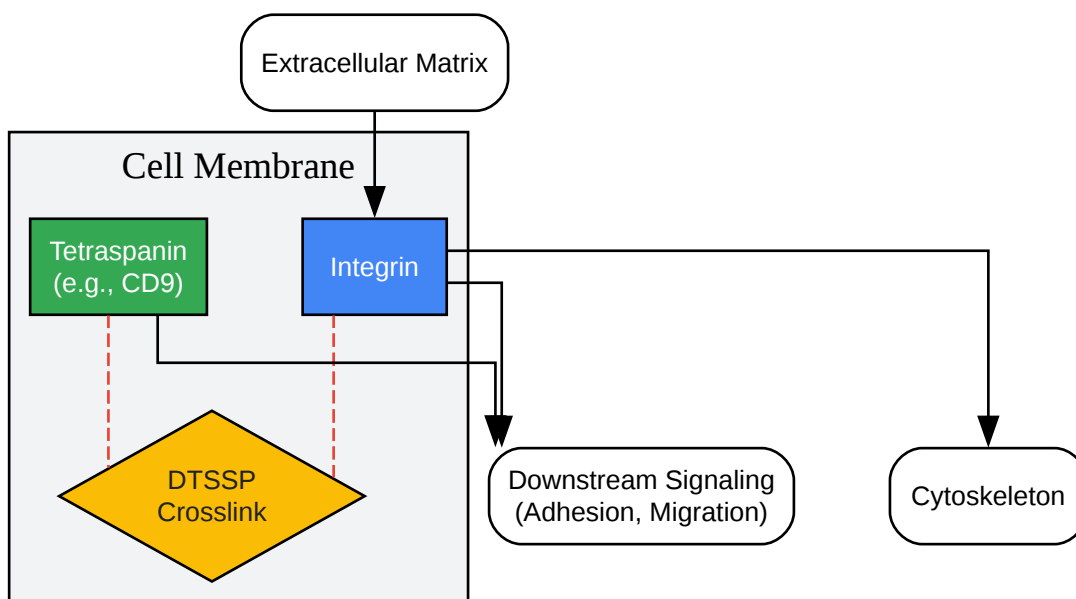 Extracellular Matrix
Cell Membrane
Tetraspanin
(e.g., CD9)
Integrin
DTSSP
Crosslink
Downstream Signaling
(Adhesion, Migration)
Cytoskeleton